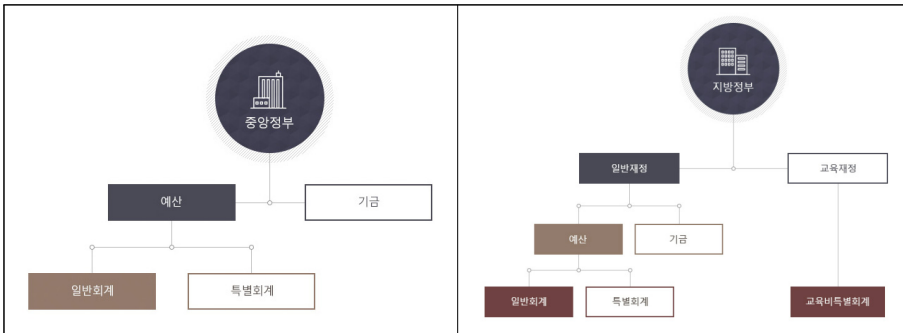 중앙정부
예산
기금
일반회계
특별회계
지방정부
일반재정
교육재정
예산
기금
일반회계
특별회계
교육비특별회계